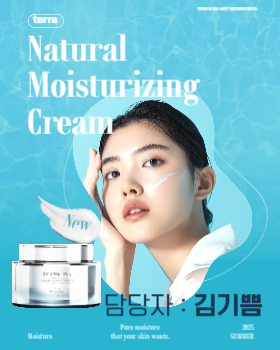 terra
Natural
Moisturizing
Cream
New
담당자 : 김기쁨
Moisture
Pure moisture
that your skin wants.
2025
SUMMER